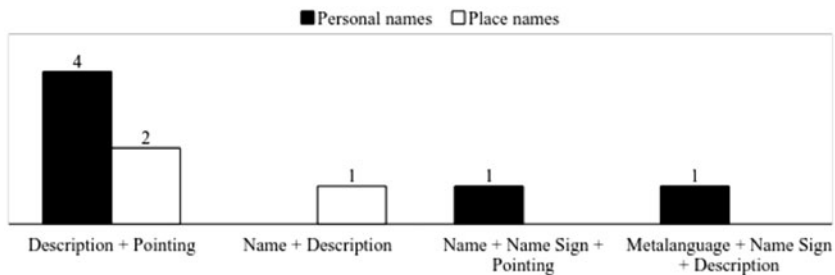 Personal names Place names
4
2
1
1
1
Description + Pointing
Name + Description
Name + Name Sign +
Pointing
Metalanguage + Name Sign
+ Description